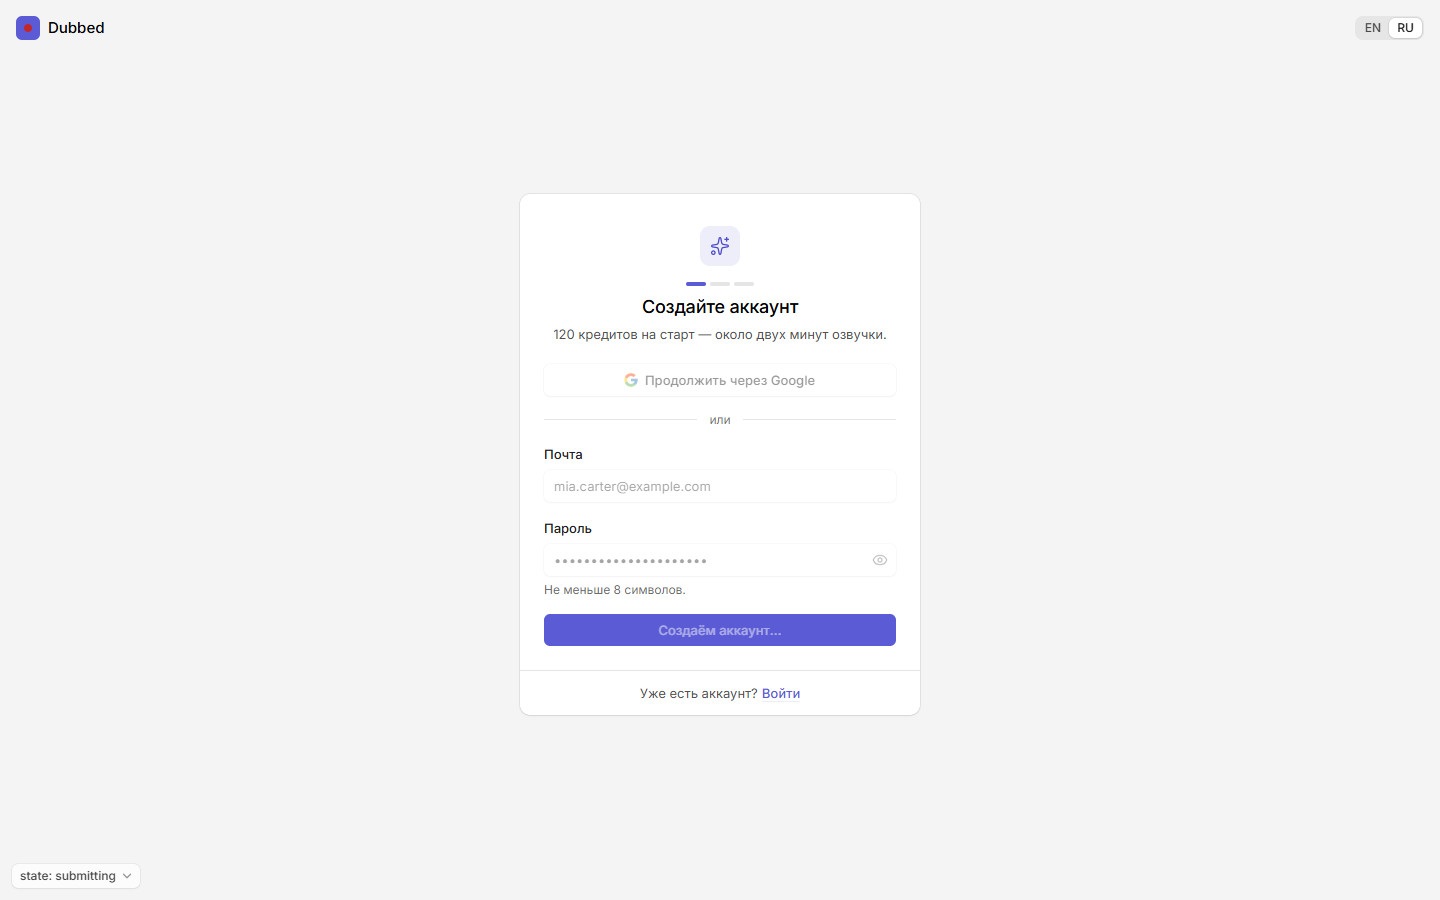 Dubbed
EN RU
Создайте аккаунт
120 кредитов на старт — около двух минут озвучки.
Продолжить через Google
или
Почта
mia.carter@example.com
Пароль
••••••••••••••••••••
Не меньше 8 символов.
Создаём аккаунт...
Уже есть аккаунт? Войти
state: submitting